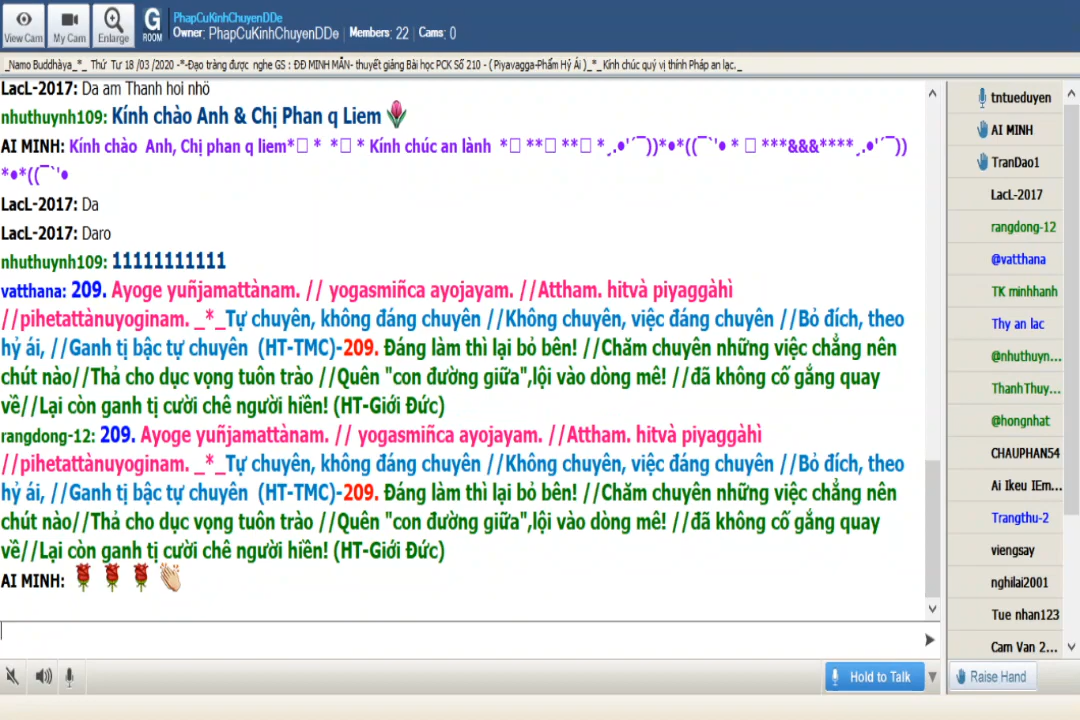 View Cam
My Cam
Enlarge
G
ROOM
PhapCuKinhChuyenDDe
Owner: PhapCuKinhChuyenDDe | Members: 22 | Cams: 0
_Namo Buddhàya_*_ Thứ Tư 18 /03 /2020 -*-Đạo tràng được nghe GS : ĐĐ MINH MẪN- thuyết giảng Bài học PCK Số 210 - ( Piyavagga-Phẩm Hỷ Ái )_*_Kính chúc quý vị thính Pháp an lạc._
LacL-2017: Da am Thanh hoi nhö
nhuthuynh109: Kính chào Anh & Chị Phan q Liem 🌷
AI MINH: Kính chào Anh, Chị phan q liem*□ * *□ * Kính chúc an lành *□ **□ **□ *¸.•'´¯))*•*((¯`'• * □ ***&&&****¸.•'´¯))
*•*((¯`'•
LacL-2017: Da
LacL-2017: Daro
nhuthuynh109: 11111111111
vatthana: 209. Ayoge yuñjamattànam. // yogasmiñca ayojayam. //Attham. hitvà piyaggàhì
//pihetattànuyoginam. _*_Tự chuyên, không đáng chuyên //Không chuyên, việc đáng chuyên //Bỏ đích, theo
hỷ ái, //Ganh tị bậc tự chuyên (HT-TMC)-209. Đáng làm thì lại bỏ bên! //Chăm chuyên những việc chẳng nên
chút nào//Thả cho dục vọng tuôn trào //Quên "con đường giữa",lội vào dòng mê! //đã không cố gắng quay
về//Lại còn ganh tị cười chê người hiền! (HT-Giới Đức)
rangdong-12: 209. Ayoge yuñjamattànam. // yogasmiñca ayojayam. //Attham. hitvà piyaggàhì
//pihetattànuyoginam. _*_Tự chuyên, không đáng chuyên //Không chuyên, việc đáng chuyên //Bỏ đích, theo
hỷ ái, //Ganh tị bậc tự chuyên (HT-TMC)-209. Đáng làm thì lại bỏ bên! //Chăm chuyên những việc chẳng nên
chút nào//Thả cho dục vọng tuôn trào //Quên "con đường giữa",lội vào dòng mê! //đã không cố gắng quay
về//Lại còn ganh tị cười chê người hiền! (HT-Giới Đức)
AI MINH: 🌹 🌹 🌹 👏
tntueduyen
AI MINH
TranDao1
LacL-2017
rangdong-12
@vatthana
TK minhhanh
Thy an lac
@nhuthuyn...
ThanhThuy...
@hongnhat
CHAUPHAN54
Ai Ikeu IEm...
Trangthu-2
viengsay
nghilai2001
Tue nhan123
Cam Van 2...
Hold to Talk
Raise Hand